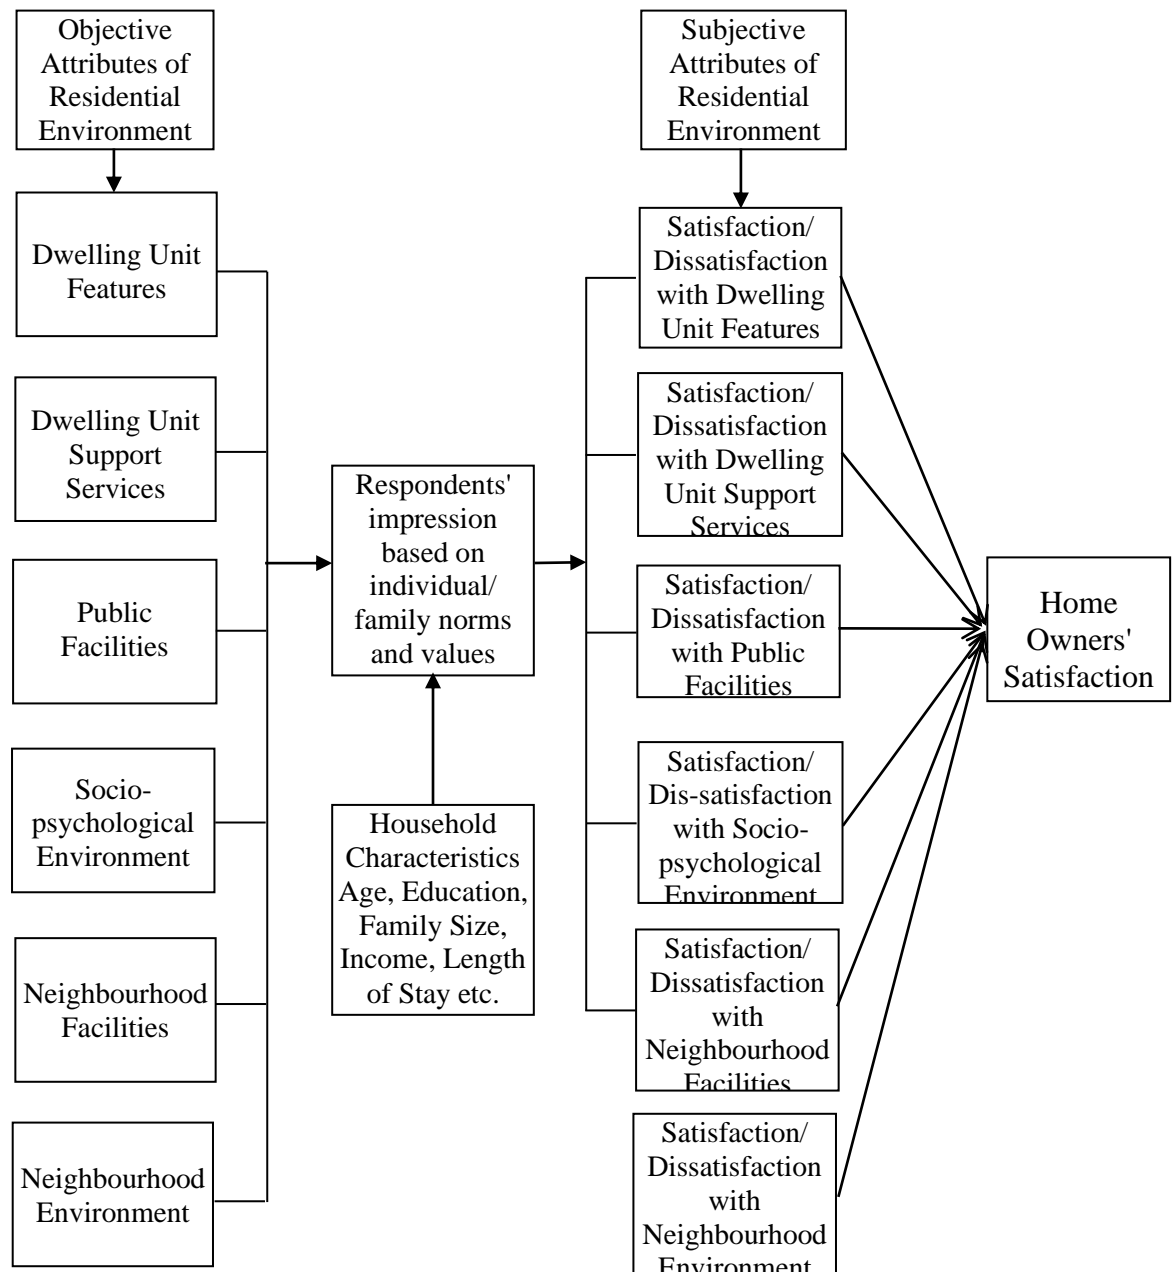 Objective
Attributes of
Residential
Environment
Dwelling Unit
Features
Dwelling Unit
Support
Services
Public
Facilities
Socio-
psychological
Environment
Neighbourhood
Facilities
Neighbourhood
Environment
Respondents'
impression
based on
individual/
family norms
and values
Household
Characteristics
Age, Education,
Family Size,
Income, Length
of Stay etc.
Subjective
Attributes of
Residential
Environment
Satisfaction/
Dissatisfaction
with Dwelling
Unit Features
Satisfaction/
Dissatisfaction
with Dwelling
Unit Support
Services
Satisfaction/
Dissatisfaction
with Public
Facilities
Satisfaction/
Dis-satisfaction
with Socio-
psychological
Environment
Satisfaction/
Dissatisfaction
with
Neighbourhood
Facilities
Satisfaction/
Dissatisfaction
with
Neighbourhood
Environment
Home
Owners'
Satisfaction